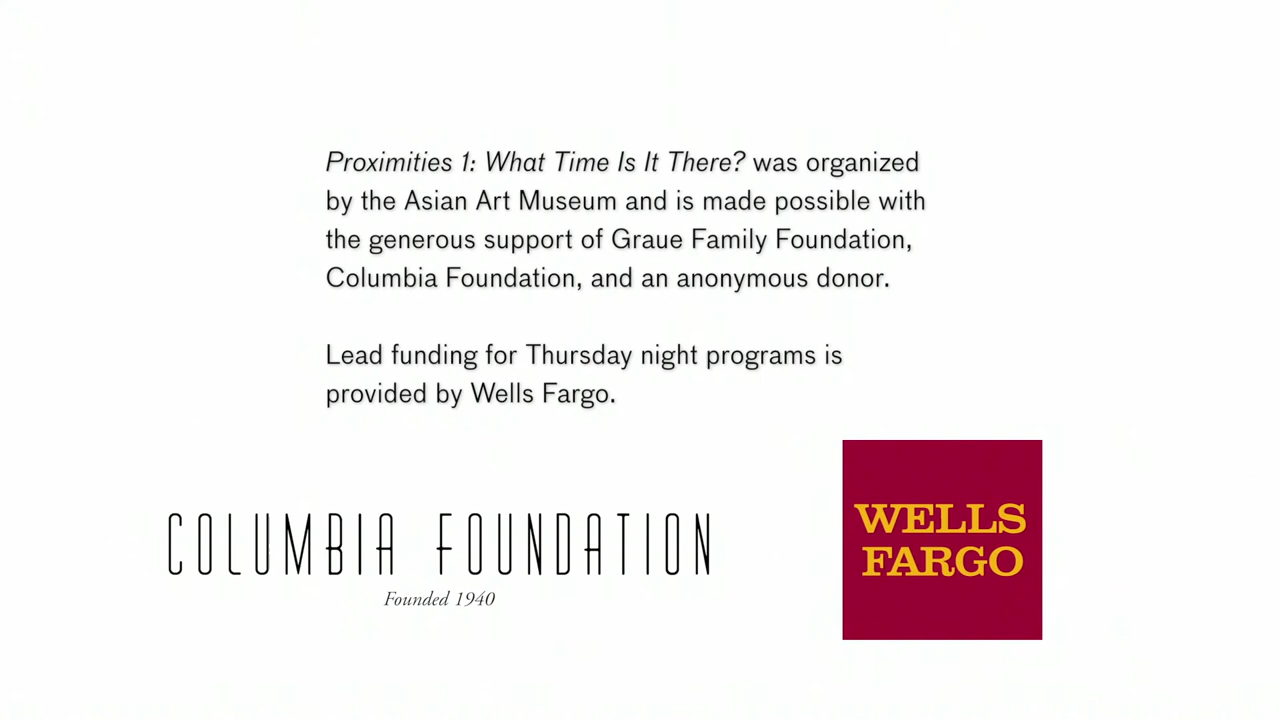 Proximities 1: What Time Is It There? was organized
by the Asian Art Museum and is made possible with
the generous support of Graue Family Foundation,
Columbia Foundation, and an anonymous donor.
Lead funding for Thursday night programs is
provided by Wells Fargo.
COLUMBIA FOUNDATION
Founded 1940
WELLS
FARGO